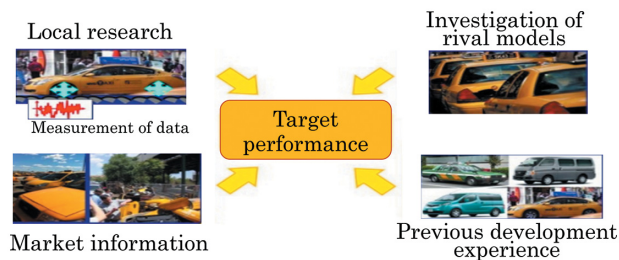 Local research
Measurement of data
Market information
Target
performance
Investigation of
rival models
Previous development
experience